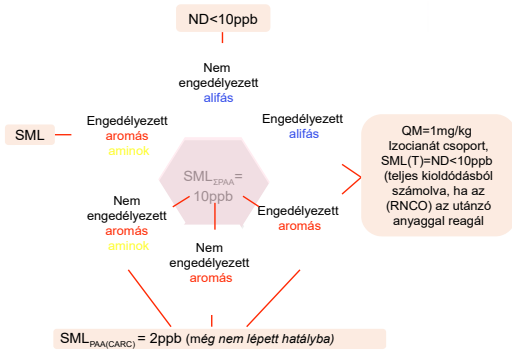 ND<10ppb
Nem
engedélyezett
alifás
Engedélyezett
alifás
SML
Engedélyezett
aromás
aminok
QM=1mg/kg
Izocianát csoport,
SML(T)=ND<10ppb
(teljes kioldódásból
számolva, ha az
(RNCO) az utánzó
anyaggal reagál
SMLΣPAA=
10ppb
Nem
engedélyezett
aromás
aminok
Engedélyezett
aromás
Nem
engedélyezett
aromás
SMLPAA(CARC) = 2ppb (még nem lépett hatályba)